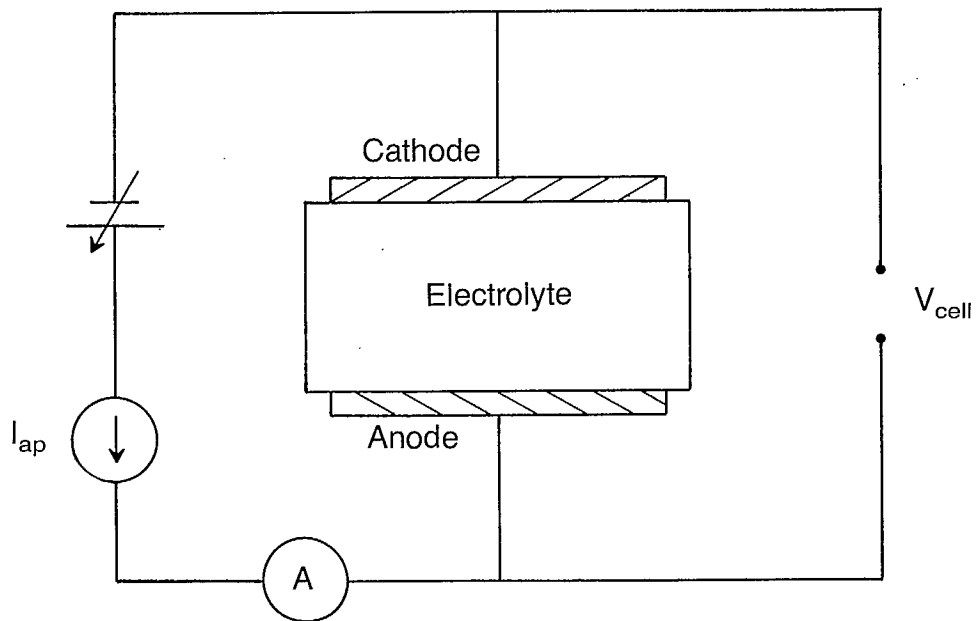 Cathode
Electrolyte
V_cell
I_ap
Anode
A